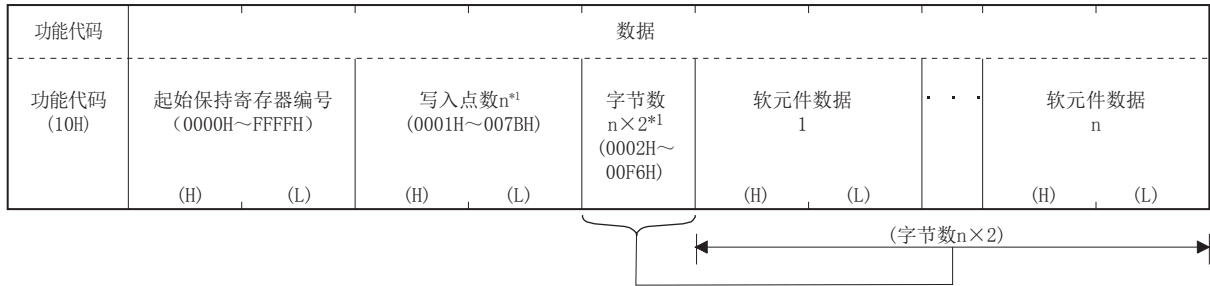 功能代码
数据
功能代码
(10H)
起始保持寄存器编号
(0000H～FFFFH)
(H) (L)
写入点数n*1
(0001H～007BH)
(H) (L)
字节数
n×2*1
(0002H～
00F6H)
软元件数据
1
(H) (L)
· · ·
软元件数据
n
(H) (L)
(字节数n×2)